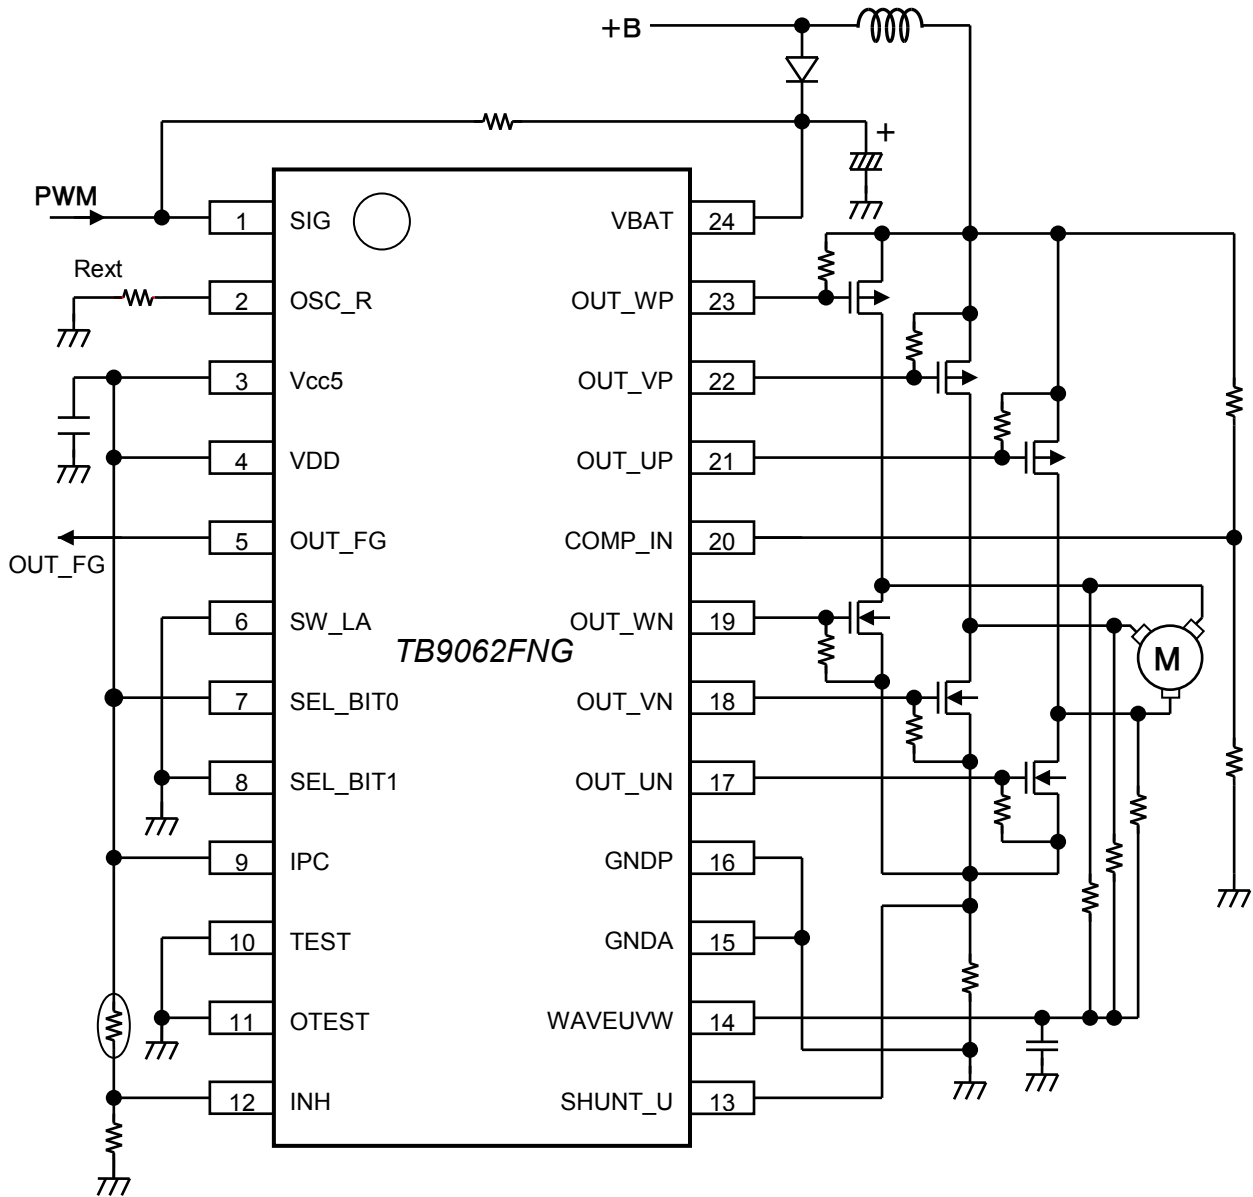 +B
+
PWM
1 SIG VBAT 24
Rext
2 OSC_R OUT_WP 23
3 Vcc5 OUT_VP 22
4 VDD OUT_UP 21
5 OUT_FG COMP_IN 20
OUT_FG
6 SW_LA OUT_WN 19
TB9062FNG
M
7 SEL_BIT0 OUT_VN 18
8 SEL_BIT1 OUT_UN 17
9 IPC GNDP 16
10 TEST GNDA 15
11 OTEST WAVEUVW 14
12 INH SHUNT_U 13